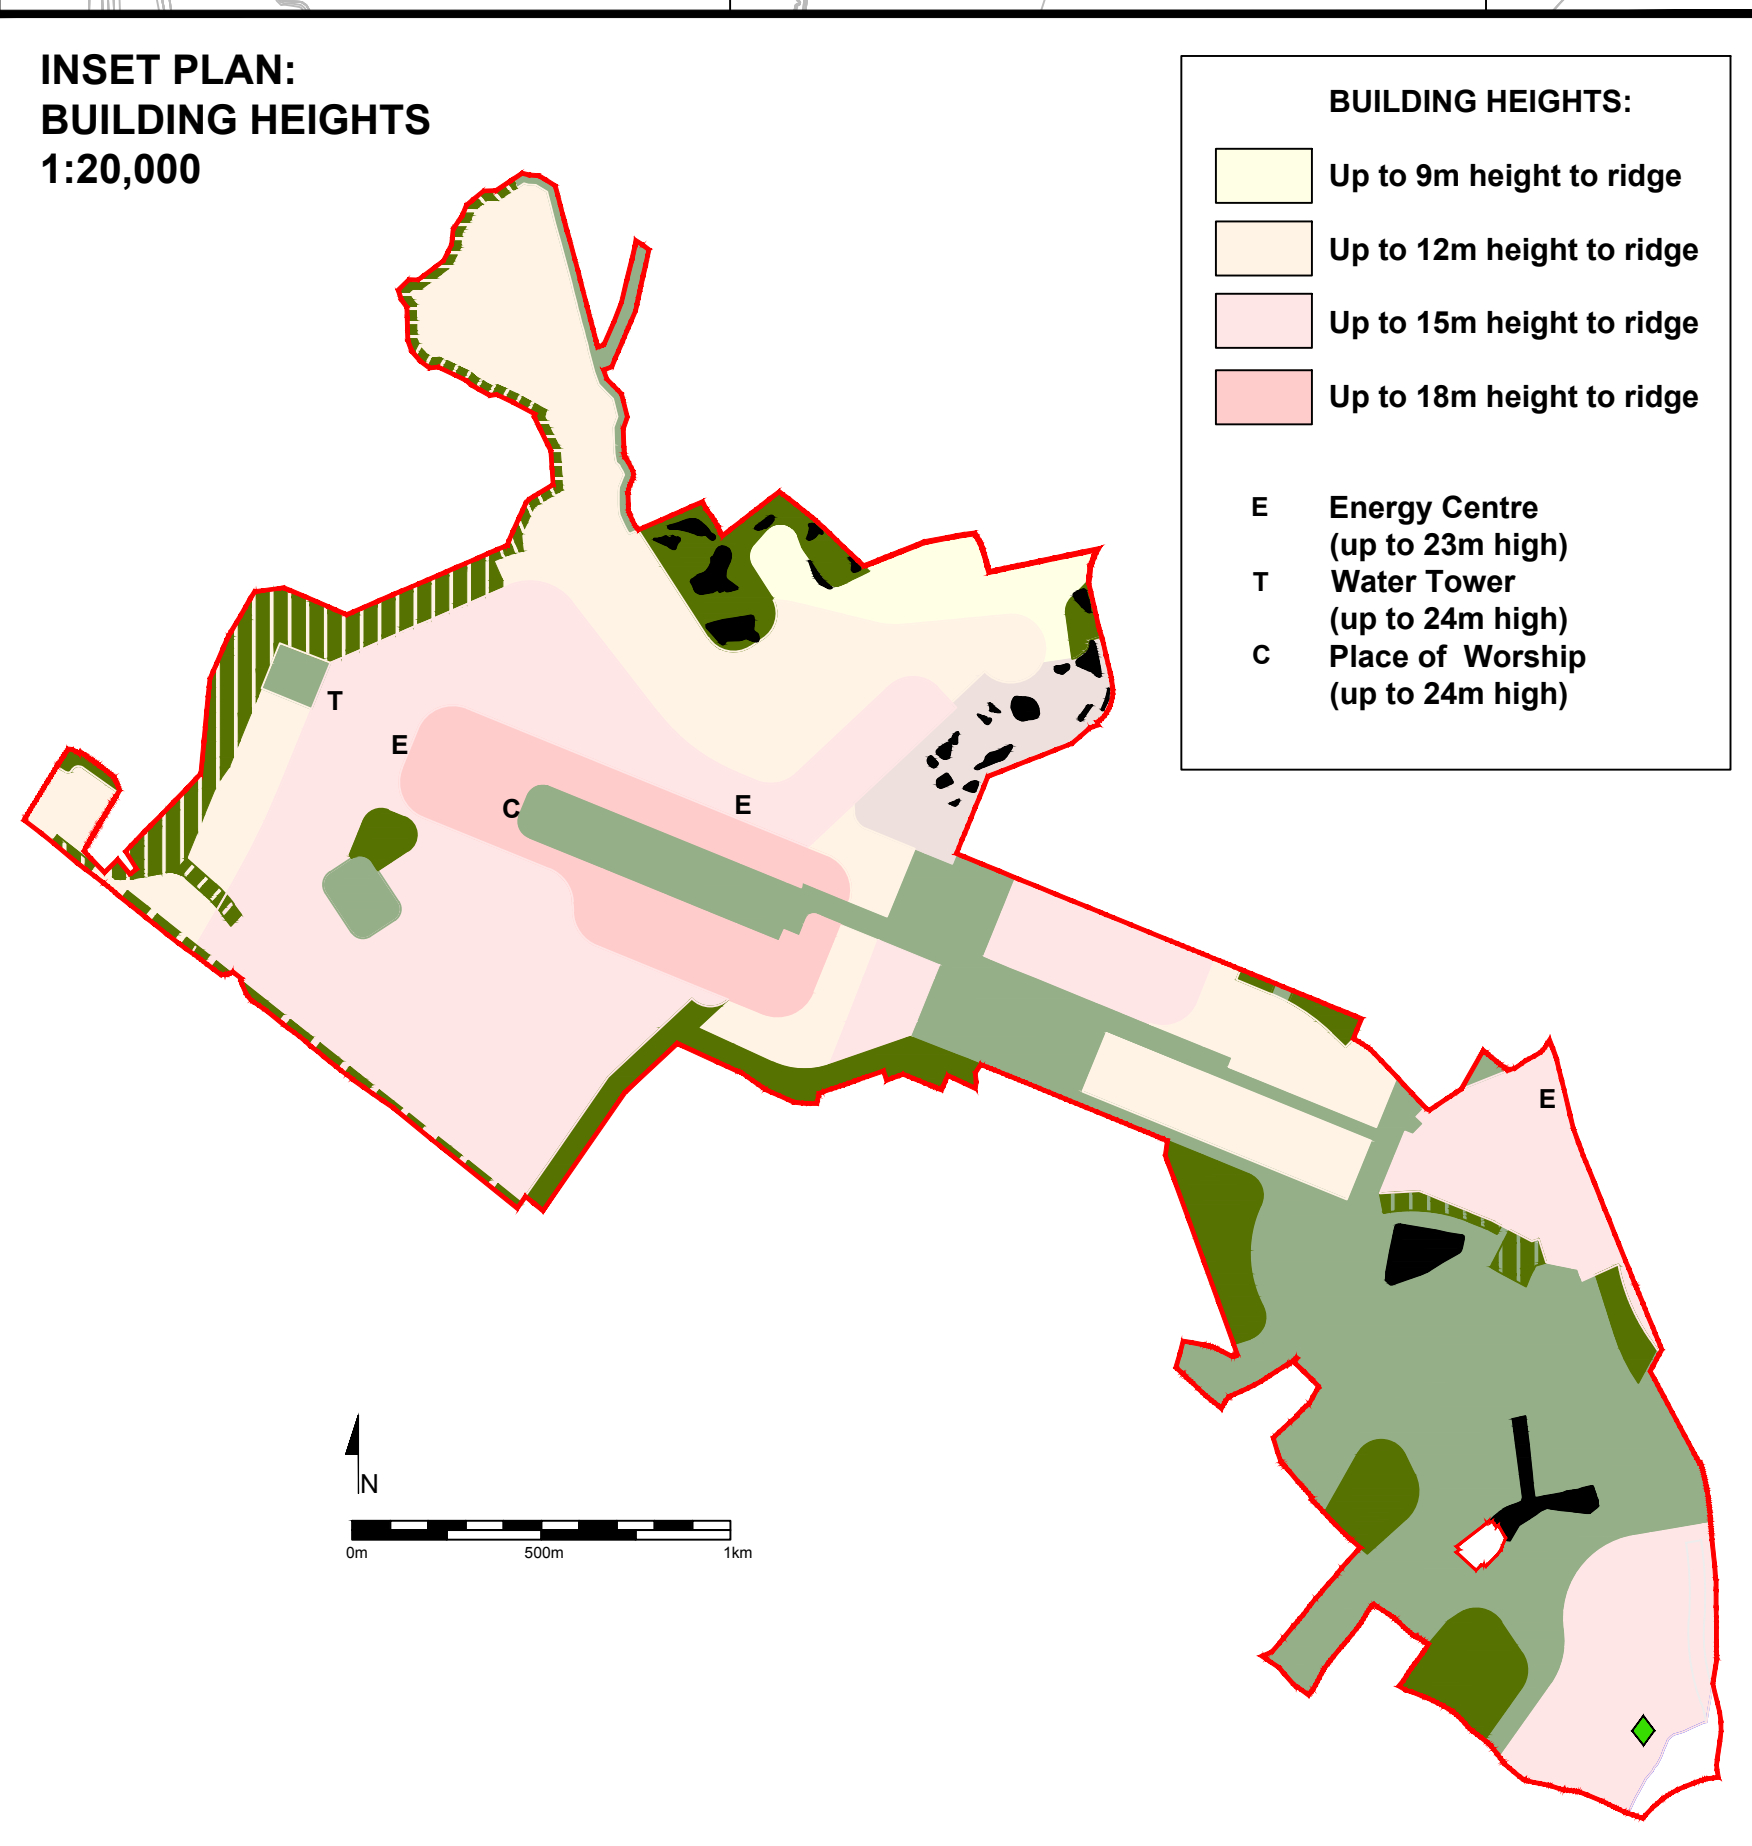 INSET PLAN:
BUILDING HEIGHTS
1:20,000
BUILDING HEIGHTS:
Up to 9m height to ridge
Up to 12m height to ridge
Up to 15m height to ridge
Up to 18m height to ridge
E Energy Centre
(up to 23m high)
T Water Tower
(up to 24m high)
C Place of Worship
(up to 24m high)
T
E
C
E
E
N
0m 500m 1km